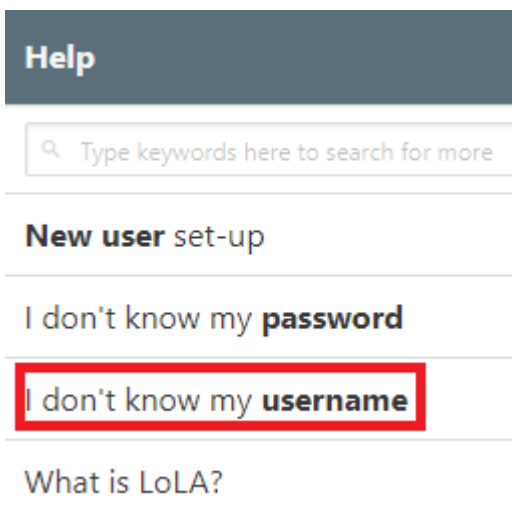 Help
Type keywords here to search for more
New user set-up
I don't know my password
I don't know my username
What is LoLA?